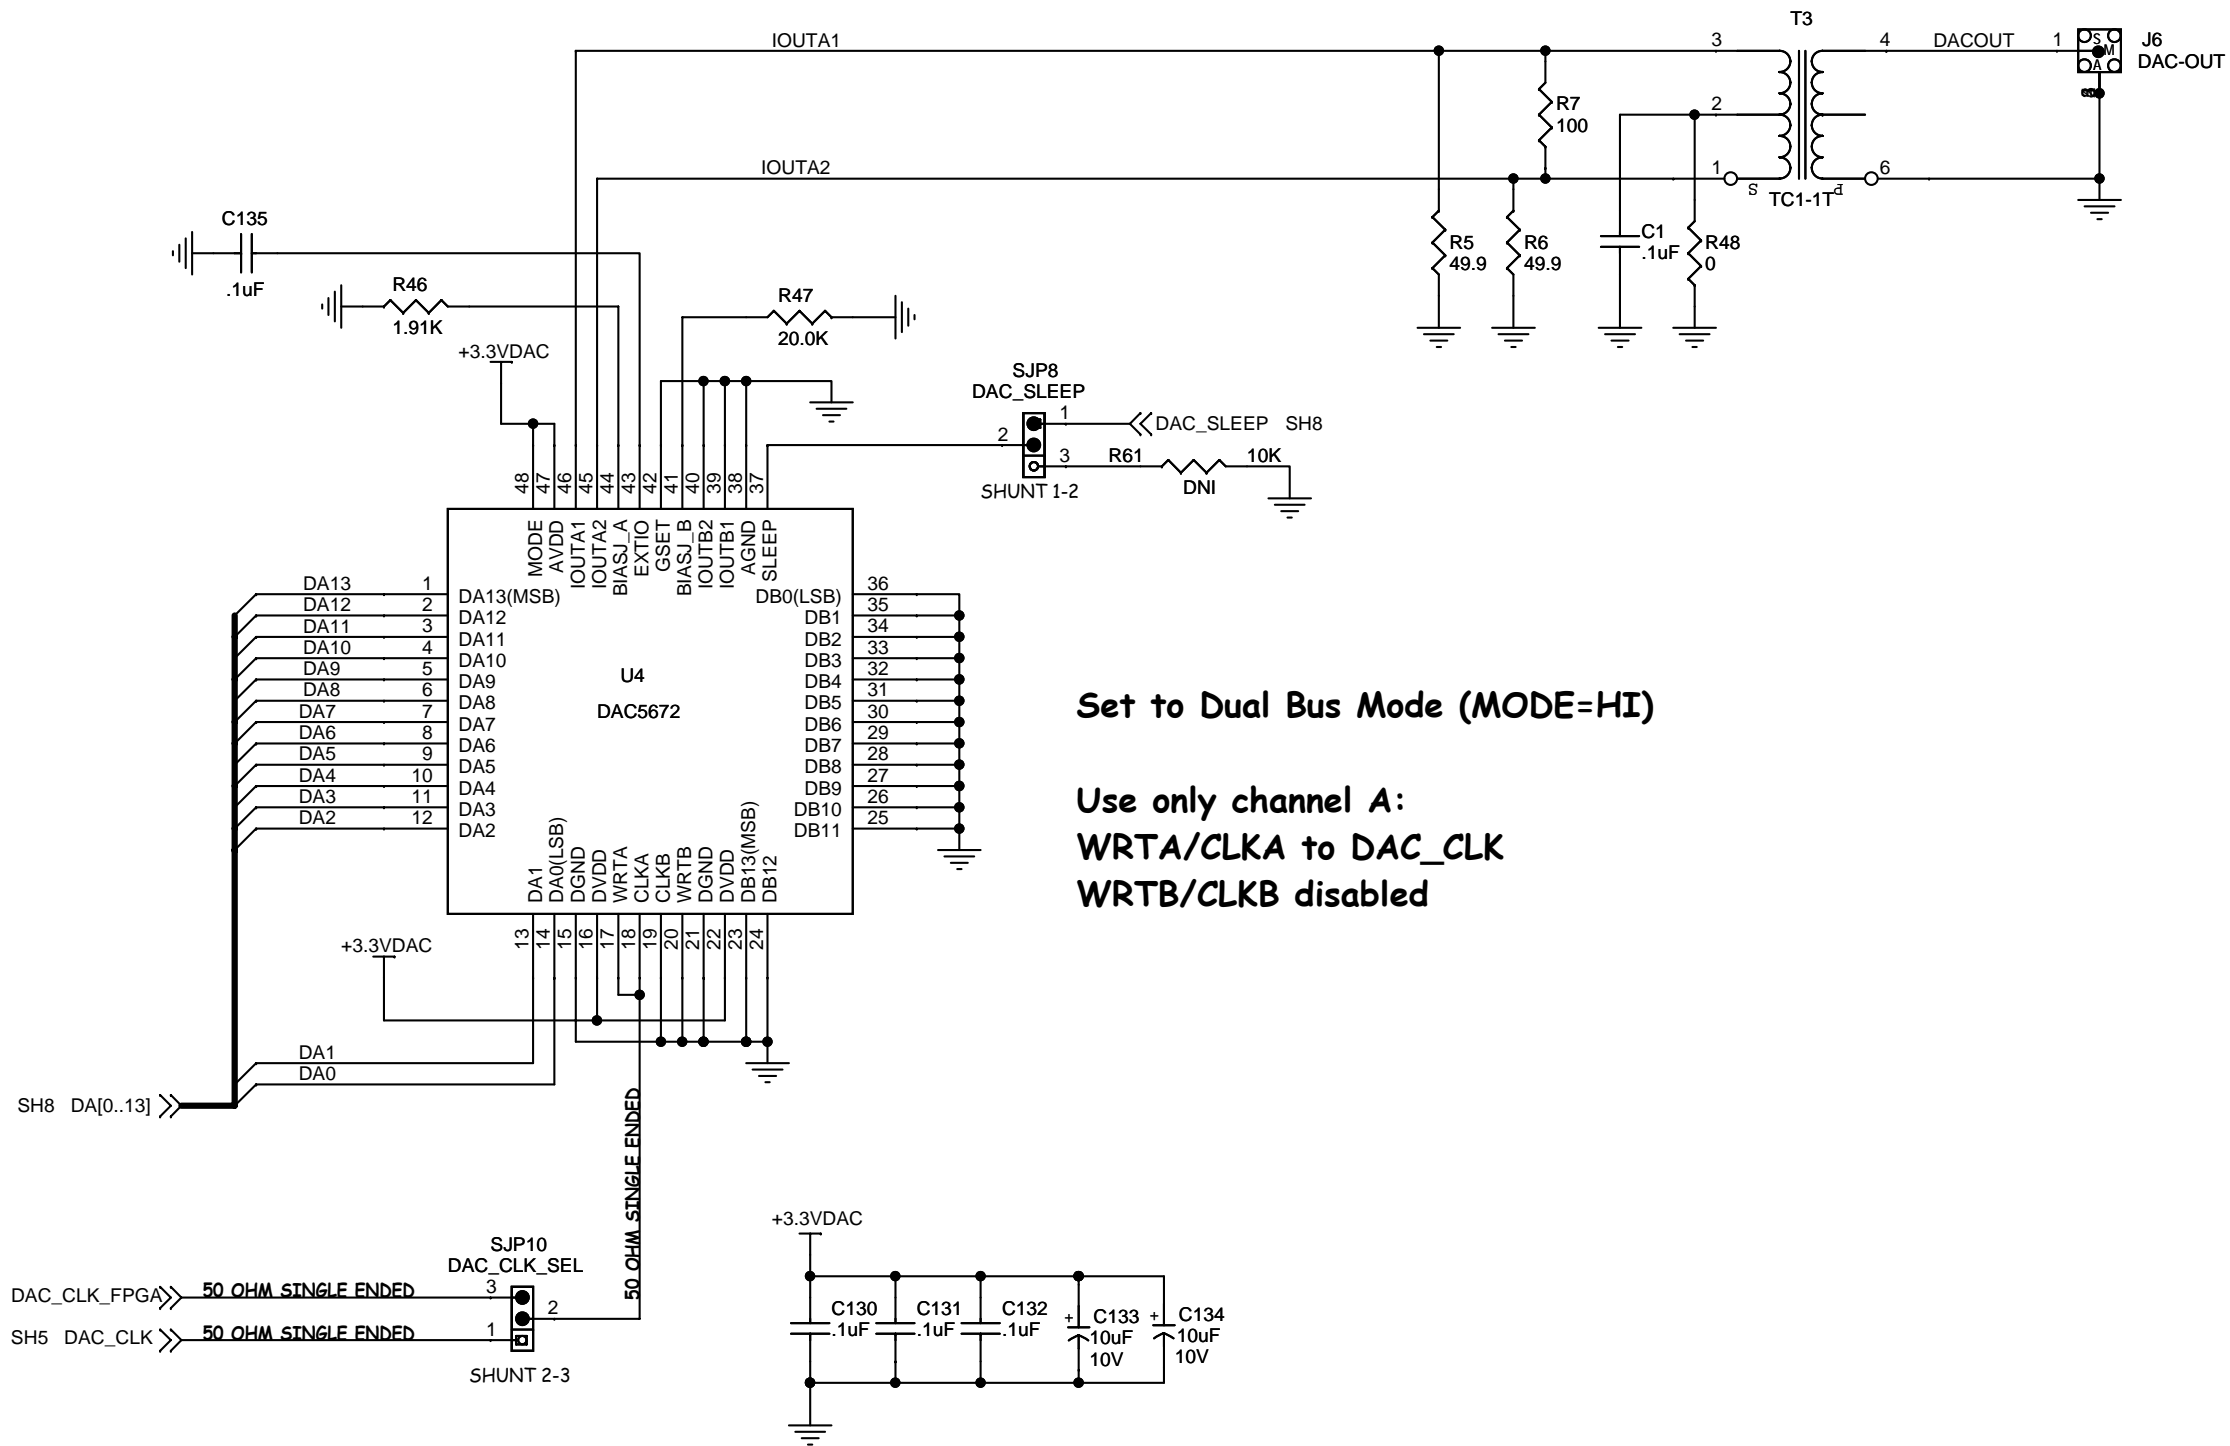 T3
IOUTA1 3 4 DACOUT 1 J6
DAC-OUT
S
M
A
R7
100
2
IOUTA2 1 6
S P
TC1-1T
C135
.1uF
R5
49.9
R6
49.9
C1
.1uF
R48
0
R46
1.91K
R47
20.0K
+3.3VDAC
SJP8
DAC_SLEEP
1 DAC_SLEEP SH8
2
3 R61 10K
DNI
SHUNT 1-2
48 47 46 45 44 43 42 41 40 39 38 37
MODE AVDD IOUTA1 IOUTA2 BIASJ_A EXTIO GSET BIASJ_B IOUTB2 IOUTB1 AGND SLEEP
DA13 1 DA13(MSB) DB0(LSB) 36
DA12 2 DA12 DB1 35
DA11 3 DA11 DB2 34
DA10 4 DA10 DB3 33
DA9 5 DA9 DB4 32
DA8 6 DA8 DB5 31
DA7 7 DA7 DB6 30
DA6 8 DA6 DB7 29
DA5 9 DA5 DB8 28
DA4 10 DA4 DB9 27
DA3 11 DA3 DB10 26
DA2 12 DA2 DB11 25
U4
DAC5672
DA1 DA0(LSB) DGND DVDD WRTA CLKA CLKB WRTB DGND DVDD DB13(MSB) DB12
13 14 15 16 17 18 19 20 21 22 23 24
Set to Dual Bus Mode (MODE=HI)
Use only channel A:
WRTA/CLKA to DAC_CLK
WRTB/CLKB disabled
+3.3VDAC
DA1
DA0
SH8 DA[0..13]
50 OHM SINGLE ENDED
SJP10
DAC_CLK_SEL
DAC_CLK_FPGA 50 OHM SINGLE ENDED 3
2
SH5 DAC_CLK 50 OHM SINGLE ENDED 1
SHUNT 2-3
+3.3VDAC
C130
.1uF
C131
.1uF
C132
.1uF
+ C133
10uF
10V
+ C134
10uF
10V